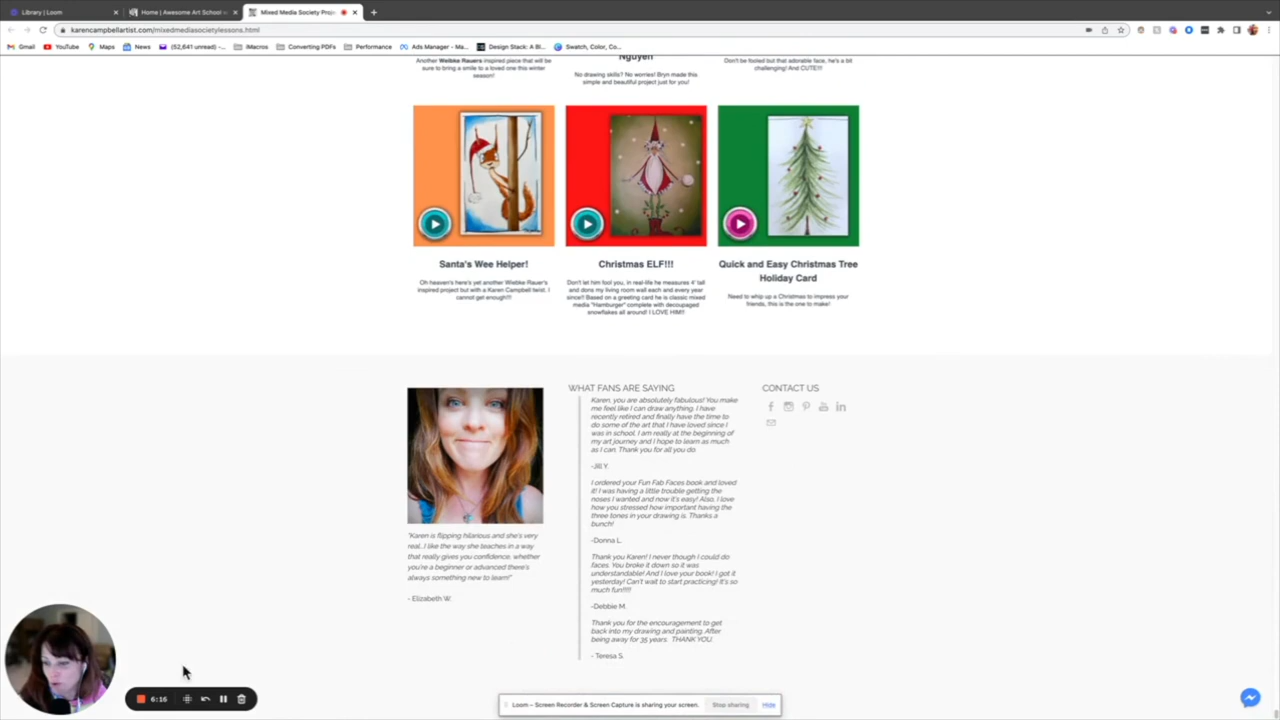 Library | Loom
Home | Awesome Art School
Mixed Media Society Proje
karencampbellartist.com/mixedmediasocietylessons.html
Gmail
YouTube
Maps
News
(52,641 unread) -...
iMacros
Converting PDFs
Performance
Ads Manager - Ma...
Design Stack: A Bl...
Swatch, Color, Co...
Another Weibke Rauers inspired piece that will be
sure to bring a smile to a loved one this winter
season!
Nguyen
No drawing skills? No worries! Bryn made this
simple and beautiful project just for you!
Don't be fooled but that adorable face, he's a bit
challenging! And CUTE!!!
Santa's Wee Helper!
Oh heaven's here's yet another Wiebke Rauer's
inspired project but with a Karen Campbell twist. I
cannot get enough!!!
Christmas ELF!!!
Don't let him fool you, in real-life he measures 4' tall
and dons my living room wall each and every year
since!! Based on a greeting card he is classic mixed
media "Hamburger" complete with decoupaged
snowflakes all around! I LOVE HIM!!
Quick and Easy Christmas Tree
Holiday Card
Need to whip up a Christmas to impress your
friends, this is the one to make!
"Karen is flipping hilarious and she's very
real...I like the way she teaches in a way
that really gives you confidence, whether
you're a beginner or advanced there's
always something new to learn!"
- Elizabeth W.
WHAT FANS ARE SAYING
Karen, you are absolutely fabulous! You make
me feel like I can draw anything. I have
recently retired and finally have the time to
do some of the art that I have loved since I
was in school. I am really at the beginning of
my art journey and I hope to learn as much
as I can. Thank you for all you do.
-Jill Y.
I ordered your Fun Fab Faces book and loved
it! I was having a little trouble getting the
noses I wanted and now it's easy! Also, I love
how you stressed how important having the
three tones in your drawing is. Thanks a
bunch!
-Donna L.
Thank you Karen! I never though I could do
faces. You broke it down so it was
understandable! And I love your book! I got it
yesterday! Can't wait to start practicing! It's so
much fun!!!!!
-Debbie M.
Thank you for the encouragement to get
back into my drawing and painting. After
being away for 35 years. THANK YOU.
- Teresa S.
CONTACT US
6:16
Loom – Screen Recorder & Screen Capture is sharing your screen.
Stop sharing
Hide